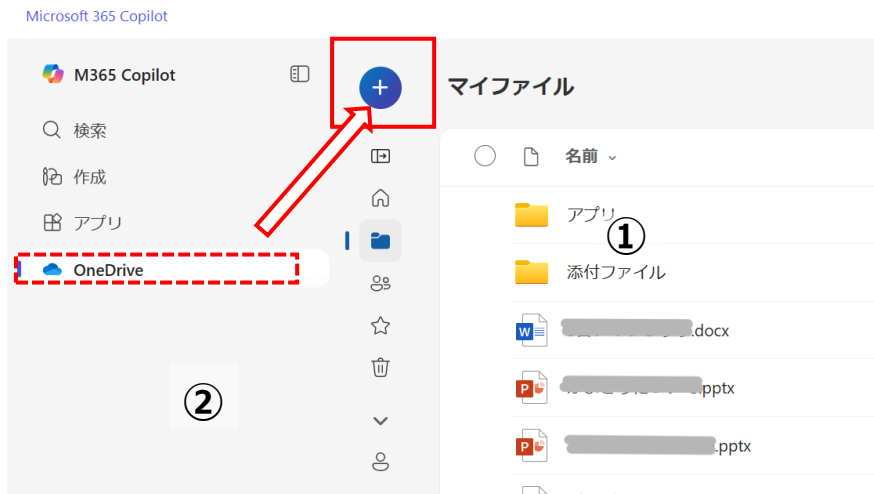 Microsoft 365 Copilot
M365 Copilot
検索
作成
アプリ
OneDrive
②
マイファイル
名前
アプリ
①
添付ファイル
.docx
.pptx
.pptx